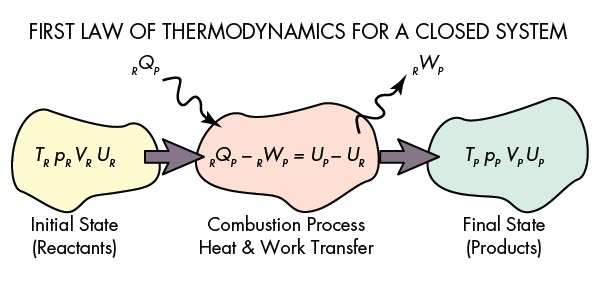 FIRST LAW OF THERMODYNAMICS FOR A CLOSED SYSTEM
RQP
RWP
TR pR VR UR
RQP – RWP = UP – UR
TP pP VP UP
Initial State
(Reactants)
Combustion Process
Heat & Work Transfer
Final State
(Products)